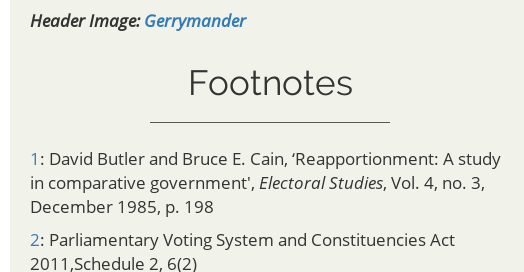 Header Image: Gerrymander
Footnotes
1: David Butler and Bruce E. Cain, ‘Reapportionment: A study
in comparative government', Electoral Studies, Vol. 4, no. 3,
December 1985, p. 198
2: Parliamentary Voting System and Constituencies Act
2011,Schedule 2, 6(2)